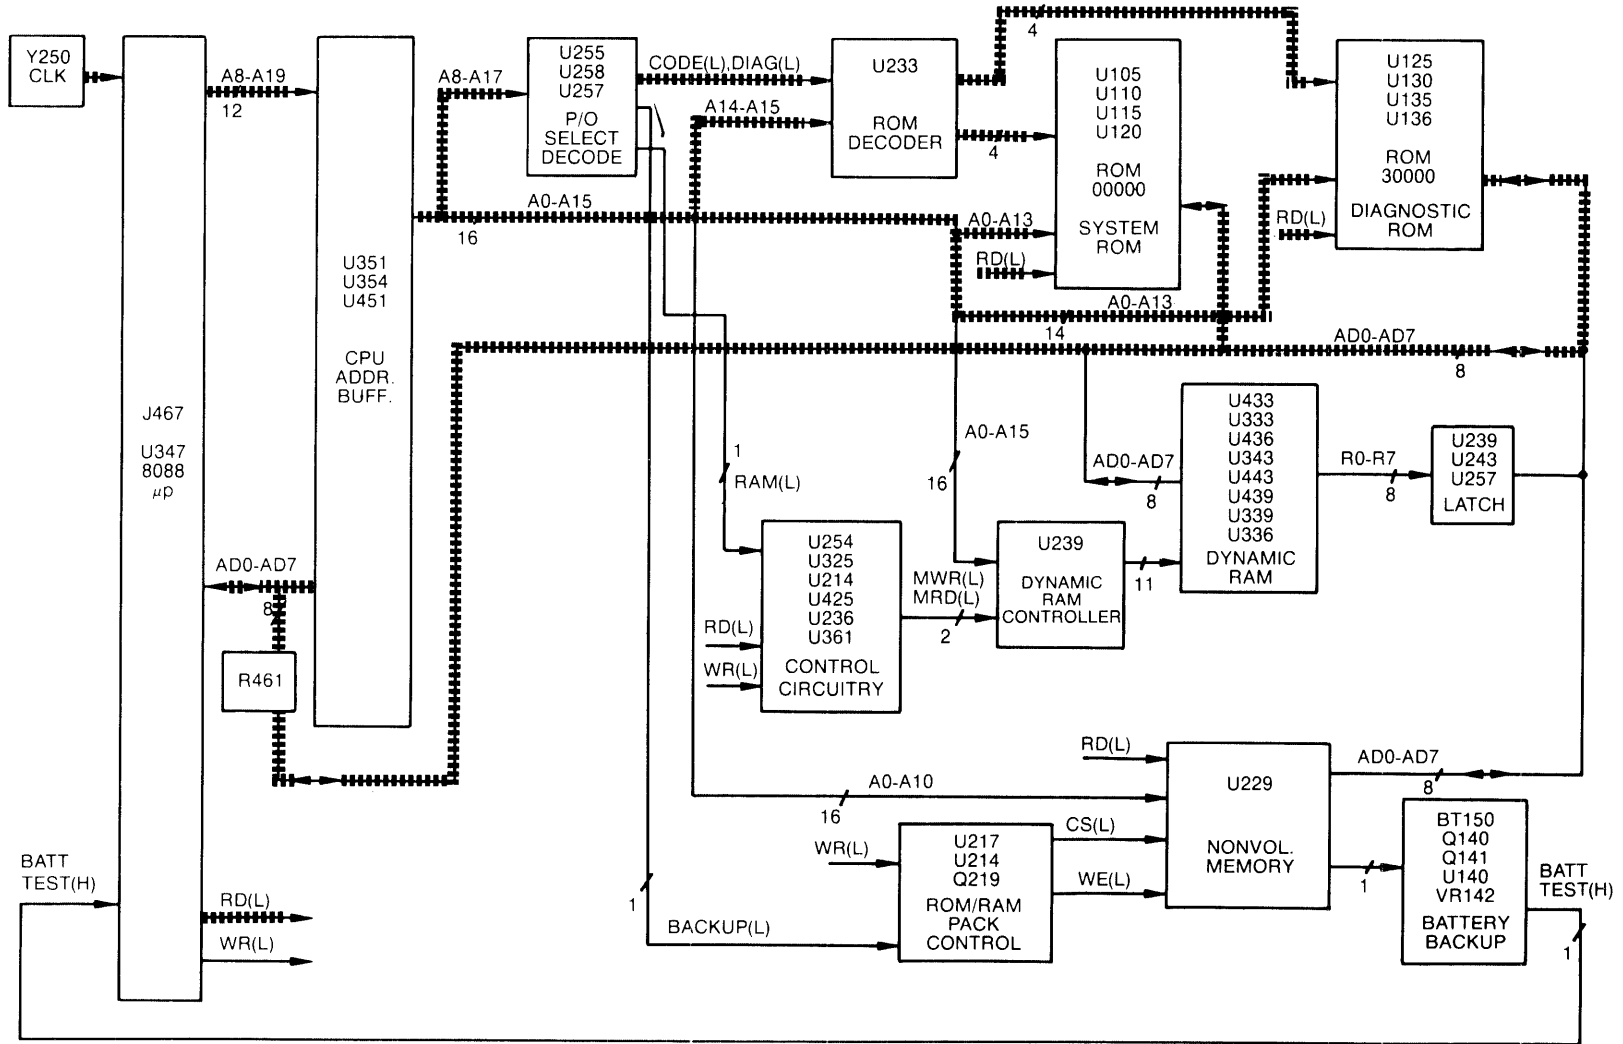 Y250
CLK
J467
U347
8088
μp
A8-A19
12
AD0-AD7
8
R461
BATT
TEST(H)
RD(L)
WR(L)
U351
U354
U451
CPU
ADDR.
BUFF.
A8-A17
A0-A15
16
U255
U258
U257
P/O
SELECT
DECODE
CODE(L),DIAG(L)
A14-A15
U233
ROM
DECODER
4
4
A0-A13
RD(L)
U105
U110
U115
U120
ROM
00000
SYSTEM
ROM
A0-A13
14
RD(L)
U125
U130
U135
U136
ROM
30000
DIAGNOSTIC
ROM
AD0-AD7
8
1
RAM(L)
A0-A15
16
AD0-AD7
8
U433
U333
U436
U343
U443
U439
U339
U336
DYNAMIC
RAM
R0-R7
8
U239
U243
U257
LATCH
RD(L)
WR(L)
U254
U325
U214
U425
U236
U361
CONTROL
CIRCUITRY
MWR(L)
MRD(L)
2
U239
DYNAMIC
RAM
CONTROLLER
11
A0-A10
16
RD(L)
WR(L)
1
BACKUP(L)
U217
U214
Q219
ROM/RAM
PACK
CONTROL
CS(L)
WE(L)
U229
NONVOL.
MEMORY
AD0-AD7
8
1
BT150
Q140
Q141
U140
VR142
BATTERY
BACKUP
BATT
TEST(H)
1